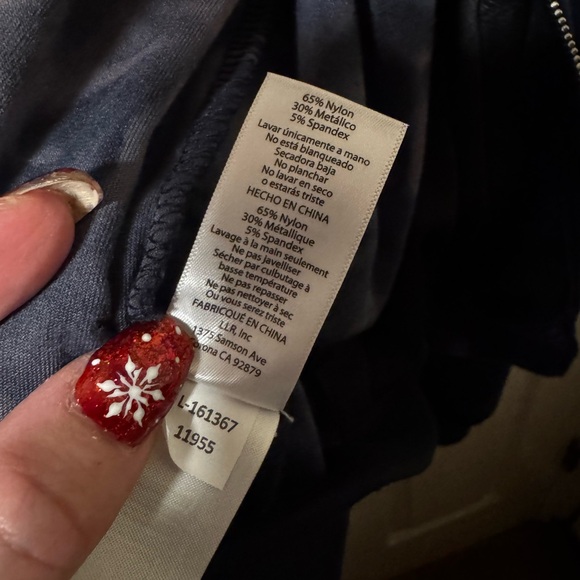 65% Nylon
30% Metálico
5% Spandex
Lavar únicamente a mano
No está blanqueado
Secadora baja
No planchar
No lavar en seco
o estarás triste
HECHO EN CHINA
65% Nylon
30% Métallique
5% Spandex
Lavage à la main seulement
Ne pas javelliser
Sécher par culbutage à
basse température
Ne pas repasser
Ne pas nettoyer à sec
Ou vous serez triste
FABRICQUÉ EN CHINA
LLR, Inc
1375 Samson Ave
CA 92879
L-161367
11955